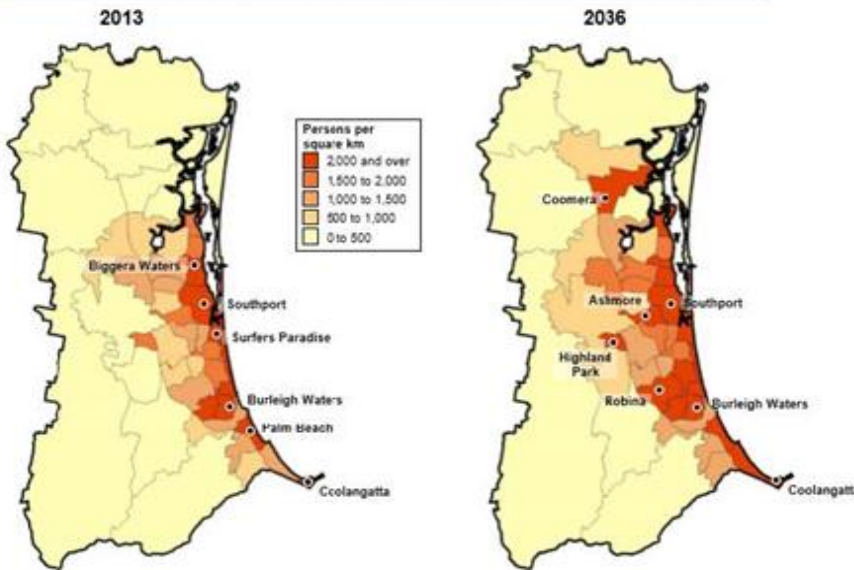 2013
2036
Persons per
square km
2,000 and over
1,500 to 2.000
1,000 to 1,500
500 to 1,000
0 to 500
Biggera Waters
Southport
Surfers Paradise
Burleigh Waters
Palm Beach
Ccolangatta
Coomera
Ashmore
Southport
Highland
Park
Robina
Burleigh Waters
Coolangatta